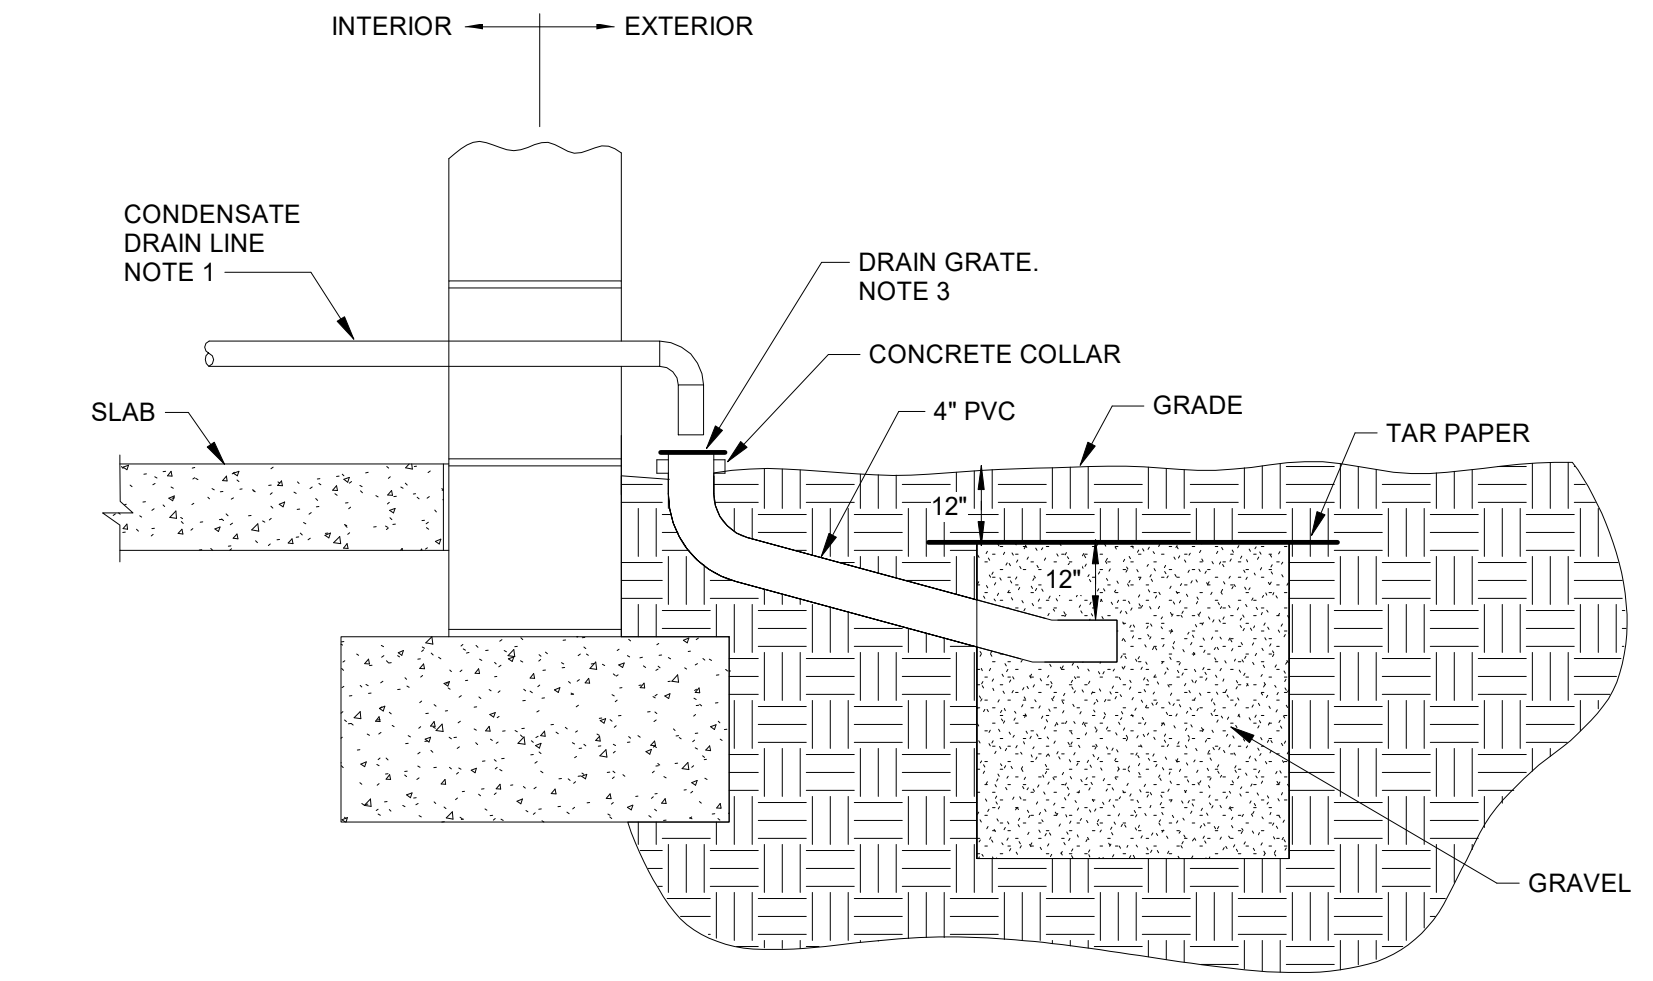 INTERIOR
EXTERIOR
CONDENSATE
DRAIN LINE
NOTE 1
DRAIN GRATE.
NOTE 3
CONCRETE COLLAR
SLAB
4" PVC
GRADE
TAR PAPER
12"
12"
GRAVEL